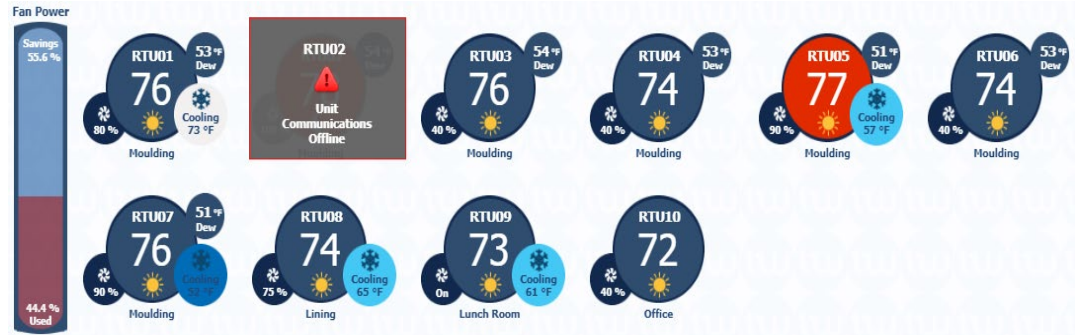 Fan Power
Savings
55.6 %
44.4 %
Used
RTU01
76
53 °F
Dew
80 %
Cooling
73 °F
Moulding
RTU02
Unit
Communications
Offline
RTU03
76
54 °F
Dew
40 %
Moulding
RTU04
74
53 °F
Dew
40 %
Moulding
RTU05
77
51 °F
Dew
90 %
Cooling
57 °F
Moulding
RTU06
74
53 °F
Dew
40 %
Moulding
RTU07
76
51 °F
Dew
90 %
Cooling
52 °F
Moulding
RTU08
74
75 %
Cooling
65 °F
Lining
RTU09
73
On
Cooling
61 °F
Lunch Room
RTU10
72
40 %
Office